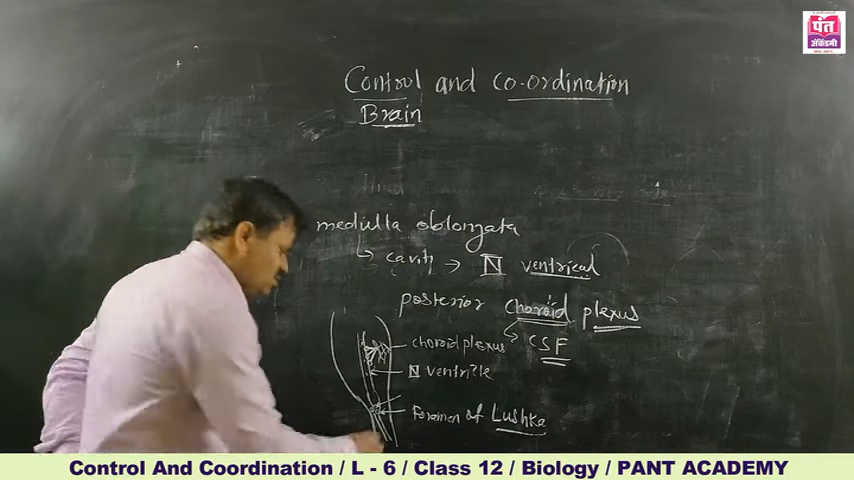 पंत
अॅकॅडमी
Control and Co-ordination
Brain
medulla oblongata
cavity → IV ventrical
posterior choroid plexus
CSF
choroid plexus
IV ventricle
Foramen of Lushka
Control And Coordination / L - 6 / Class 12 / Biology / PANT ACADEMY